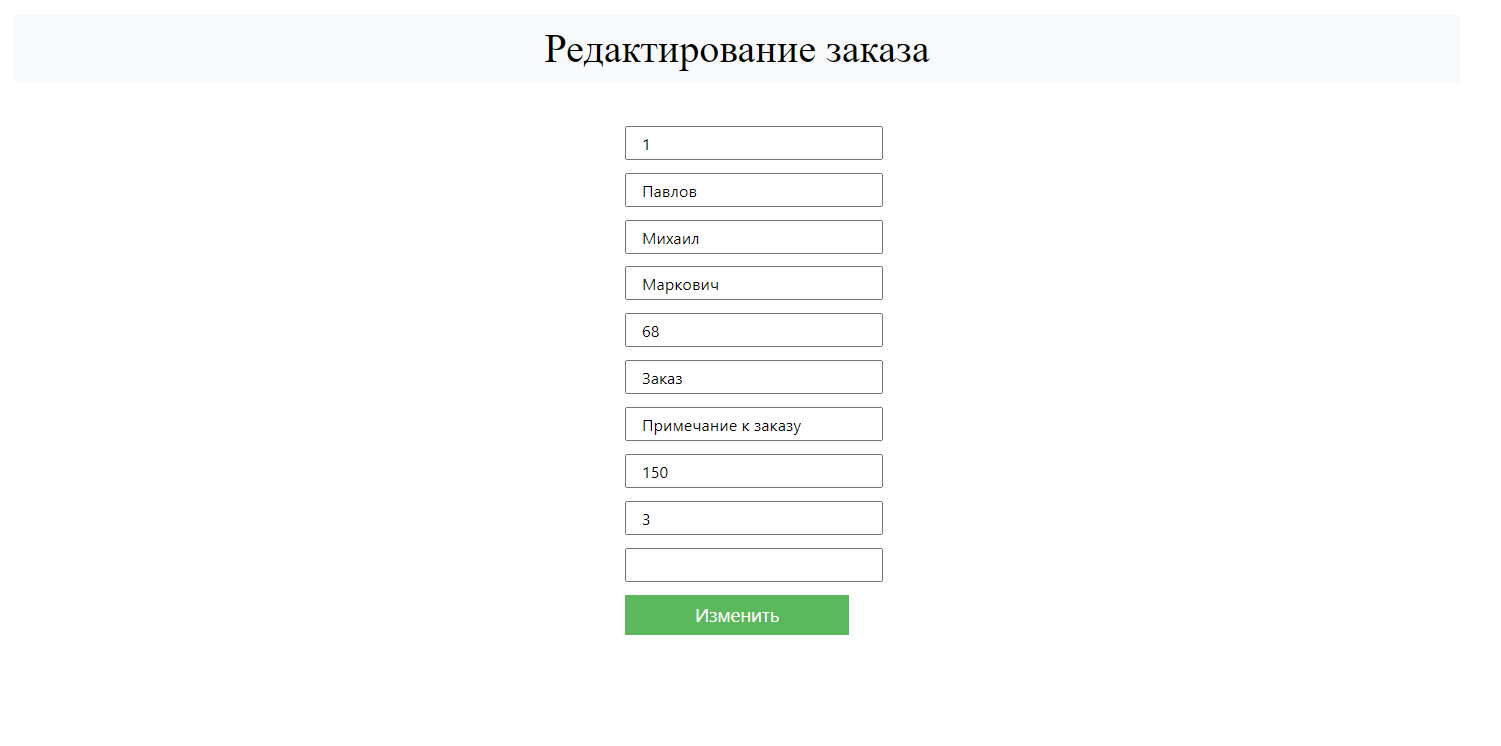 Редактирование заказа
1
Павлов
Михаил
Маркович
68
Заказ
Примечание к заказу
150
3
Изменить